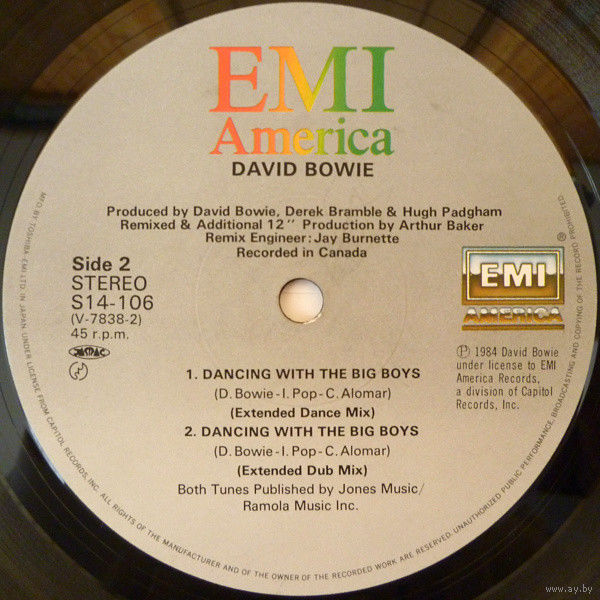 EMI
America
DAVID BOWIE
Produced by David Bowie, Derek Bramble & Hugh Padgham
Remixed & Additional 12″ Production by Arthur Baker
Remix Engineer: Jay Burnette
Recorded in Canada
Side 2
STEREO
S14-106
(V-7838-2)
45 r.p.m.
®
EMI
AMERICA
℗ 1984 David Bowie
under license to EMI
America Records,
a division of Capitol
Records, Inc.
1. DANCING WITH THE BIG BOYS
(D. Bowie-I. Pop-C. Alomar)
(Extended Dance Mix)
2. DANCING WITH THE BIG BOYS
(D. Bowie-I. Pop-C. Alomar)
(Extended Dub Mix)
Both Tunes Published by Jones Music/
Ramola Music Inc.
MFG. BY TOSHIBA EMI LTD. IN JAPAN UNDER LICENSE FROM CAPITOL RECORDS, INC. ALL RIGHTS OF THE MANUFACTURER AND OF THE OWNER OF THE RECORDED WORK ARE RESERVED. UNAUTHORIZED PUBLIC PERFORMANCE, BROADCASTING AND COPYING OF THE RECORD PROHIBITED.
www.ay.by